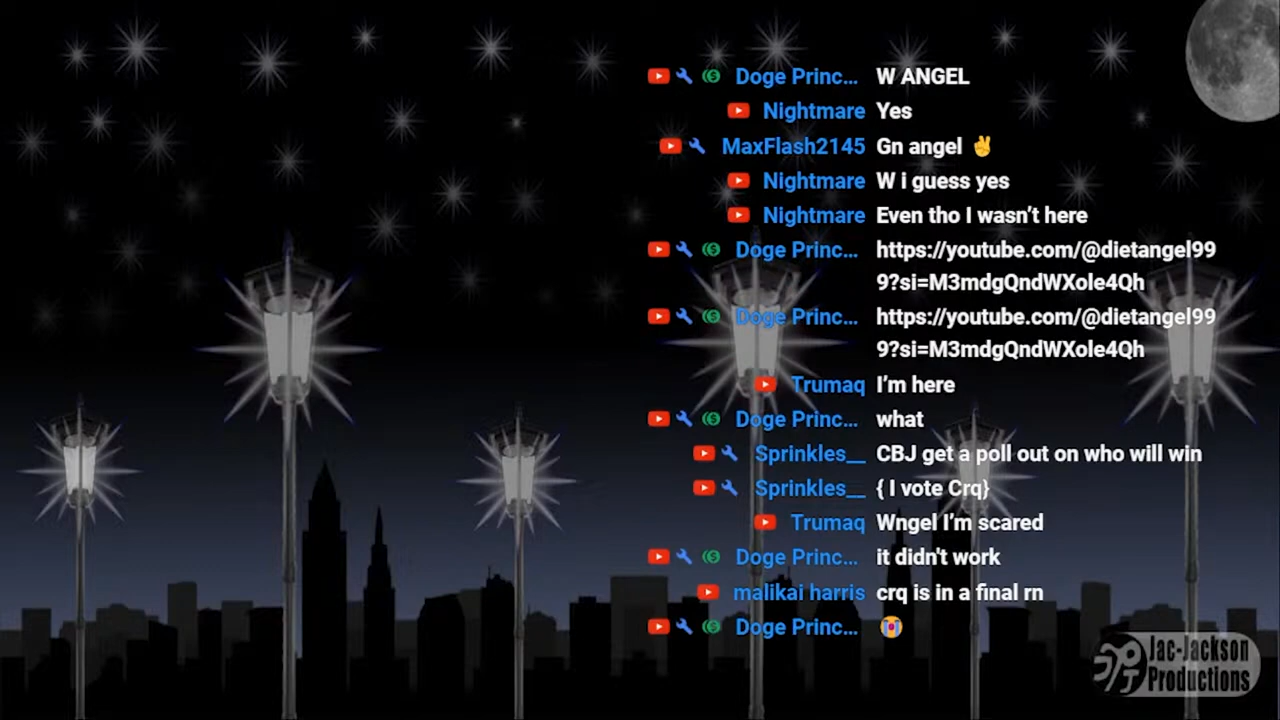 Doge Princ... W ANGEL
Nightmare Yes
MaxFlash2145 Gn angel ✌️
Nightmare W i guess yes
Nightmare Even tho I wasn’t here
Doge Princ... https://youtube.com/@dietangel99
9?si=M3mdgQndWXole4Qh
Doge Princ... https://youtube.com/@dietangel99
9?si=M3mdgQndWXole4Qh
Trumaq I’m here
Doge Princ... what
Sprinkles__ CBJ get a poll out on who will win
Sprinkles__ { I vote Crq}
Trumaq Wngel I’m scared
Doge Princ... it didn't work
malikai harris crq is in a final rn
Doge Princ... 😭
Jac-Jackson
Productions